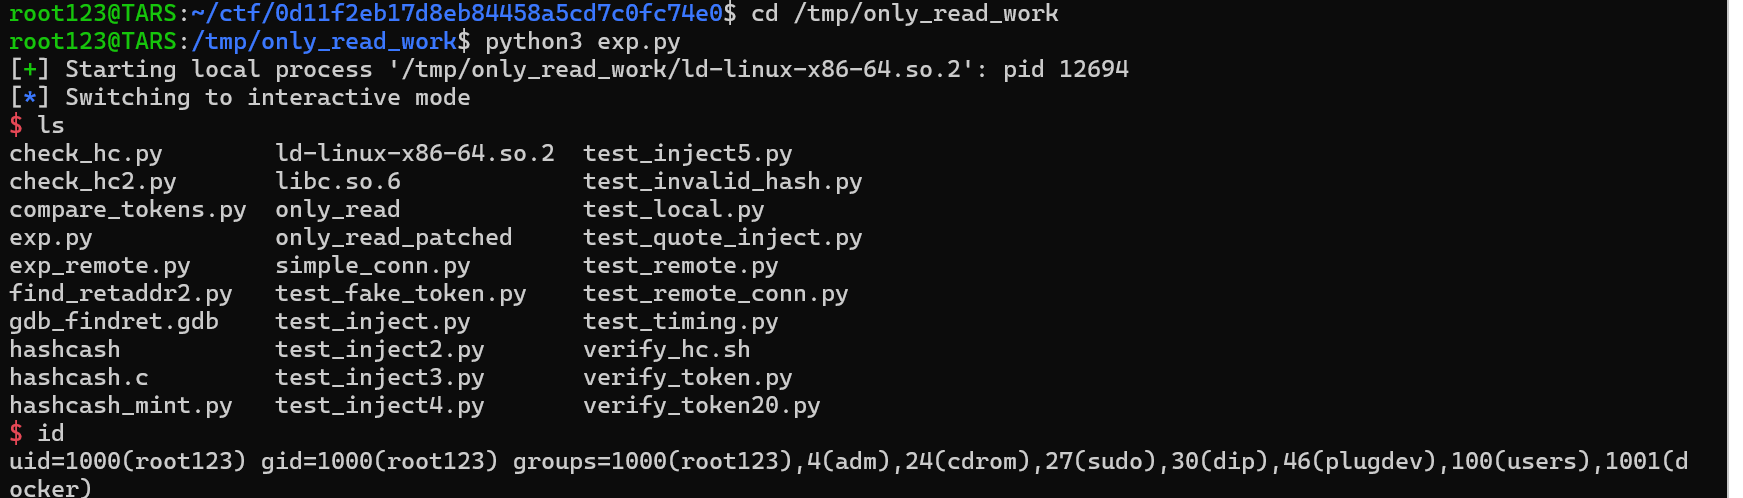 root123@TARS:~/ctf/0d11f2eb17d8eb84458a5cd7c0fc74e0$ cd /tmp/only_read_work
root123@TARS:/tmp/only_read_work$ python3 exp.py
[+] Starting local process '/tmp/only_read_work/ld-linux-x86-64.so.2': pid 12694
[*] Switching to interactive mode
$ ls
check_hc.py        ld-linux-x86-64.so.2  test_inject5.py
check_hc2.py       libc.so.6             test_invalid_hash.py
compare_tokens.py  only_read             test_local.py
exp.py             only_read_patched     test_quote_inject.py
exp_remote.py      simple_conn.py        test_remote.py
find_retaddr2.py   test_fake_token.py    test_remote_conn.py
gdb_findret.gdb    test_inject.py        test_timing.py
hashcash           test_inject2.py       verify_hc.sh
hashcash.c         test_inject3.py       verify_token.py
hashcash_mint.py   test_inject4.py       verify_token20.py
$ id
uid=1000(root123) gid=1000(root123) groups=1000(root123),4(adm),24(cdrom),27(sudo),30(dip),46(plugdev),100(users),1001(d
ocker)